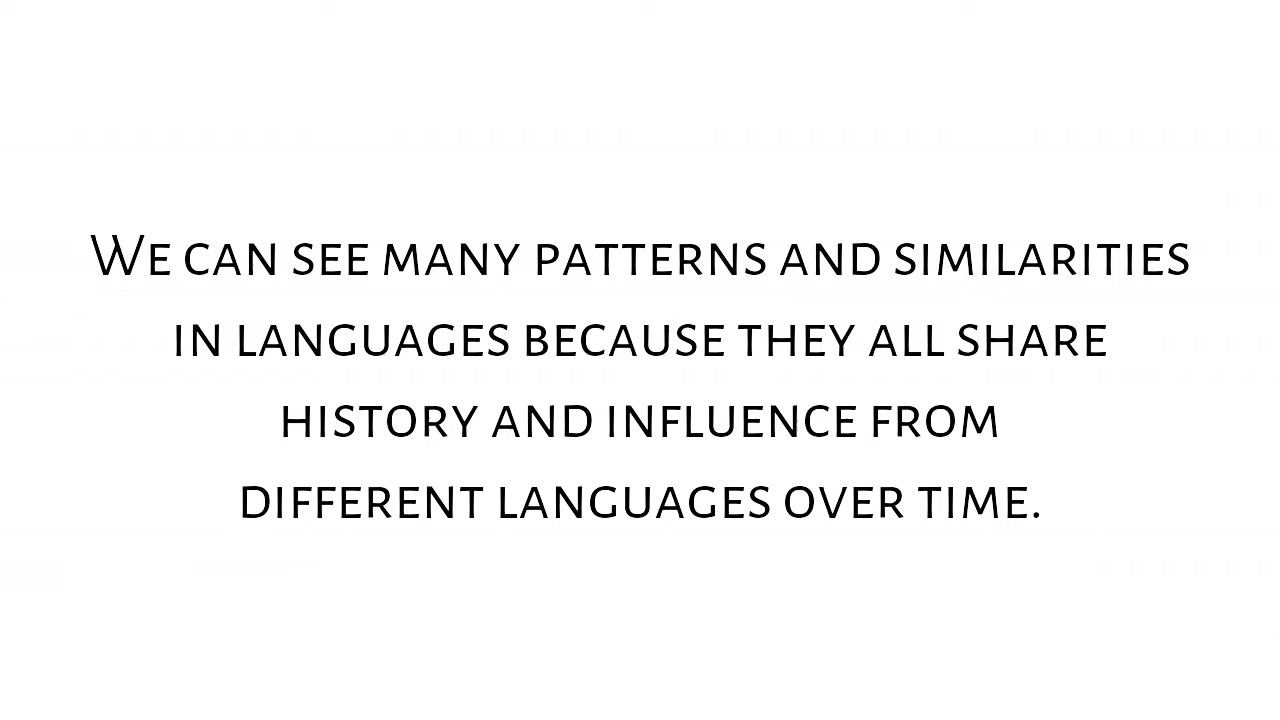 We can see many patterns and similarities
in languages because they all share
history and influence from
different languages over time.